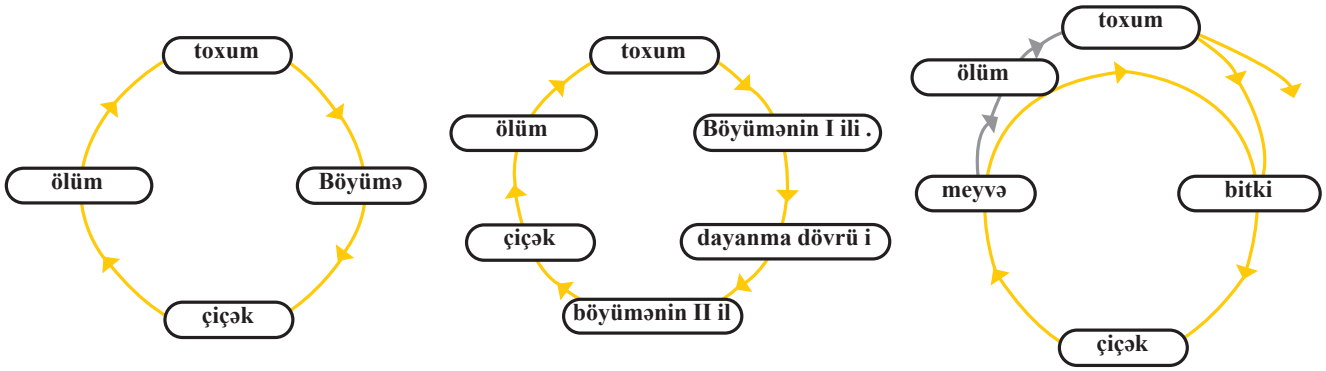 toxum
ölüm
Böyümə
çiçək
toxum
ölüm
Böyümənin I ili .
çiçək
dayanma dövrü i
böyümənin II il
toxum
ölüm
meyvə
bitki
çiçək